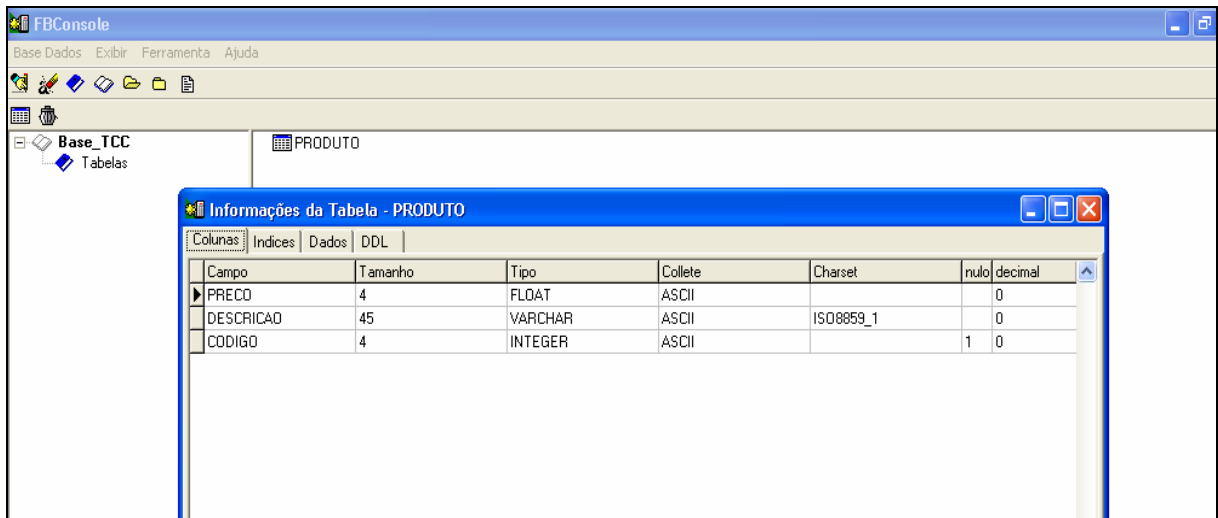 FBConsole
Base Dados Exibir Ferramenta Ajuda
Base_TCC
Tabelas
PRODUTO
Informações da Tabela - PRODUTO
Colunas Indices Dados DDL
Campo Tamanho Tipo Collete Charset nulo decimal
PRECO 4 FLOAT ASCII 0
DESCRICAO 45 VARCHAR ASCII ISO8859_1 0
CODIGO 4 INTEGER ASCII 1 0